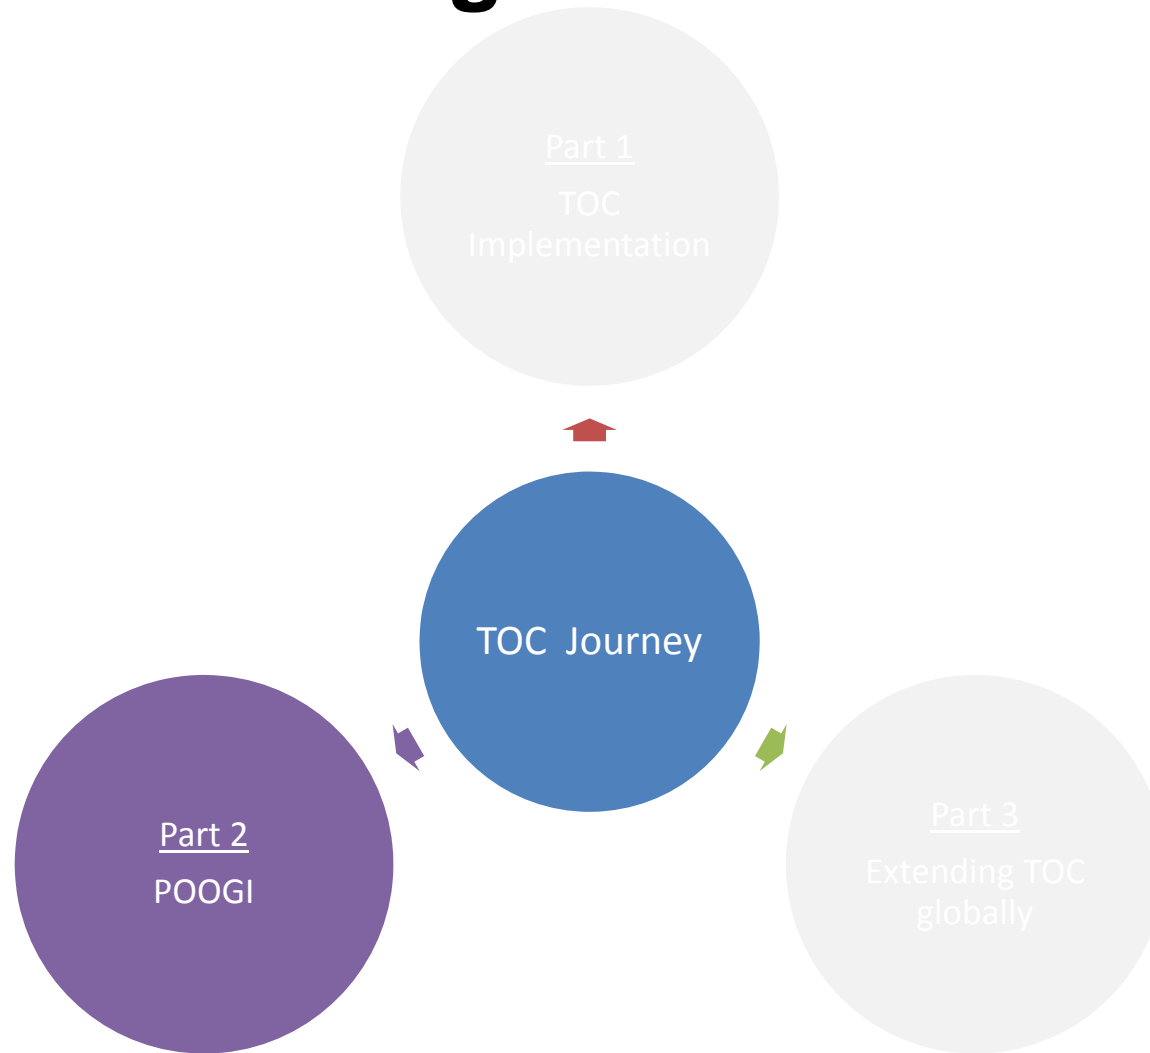 Part 1
TOC
Implementation
TOC Journey
Part 2
POOGI
Part 3
Extending TOC
globally